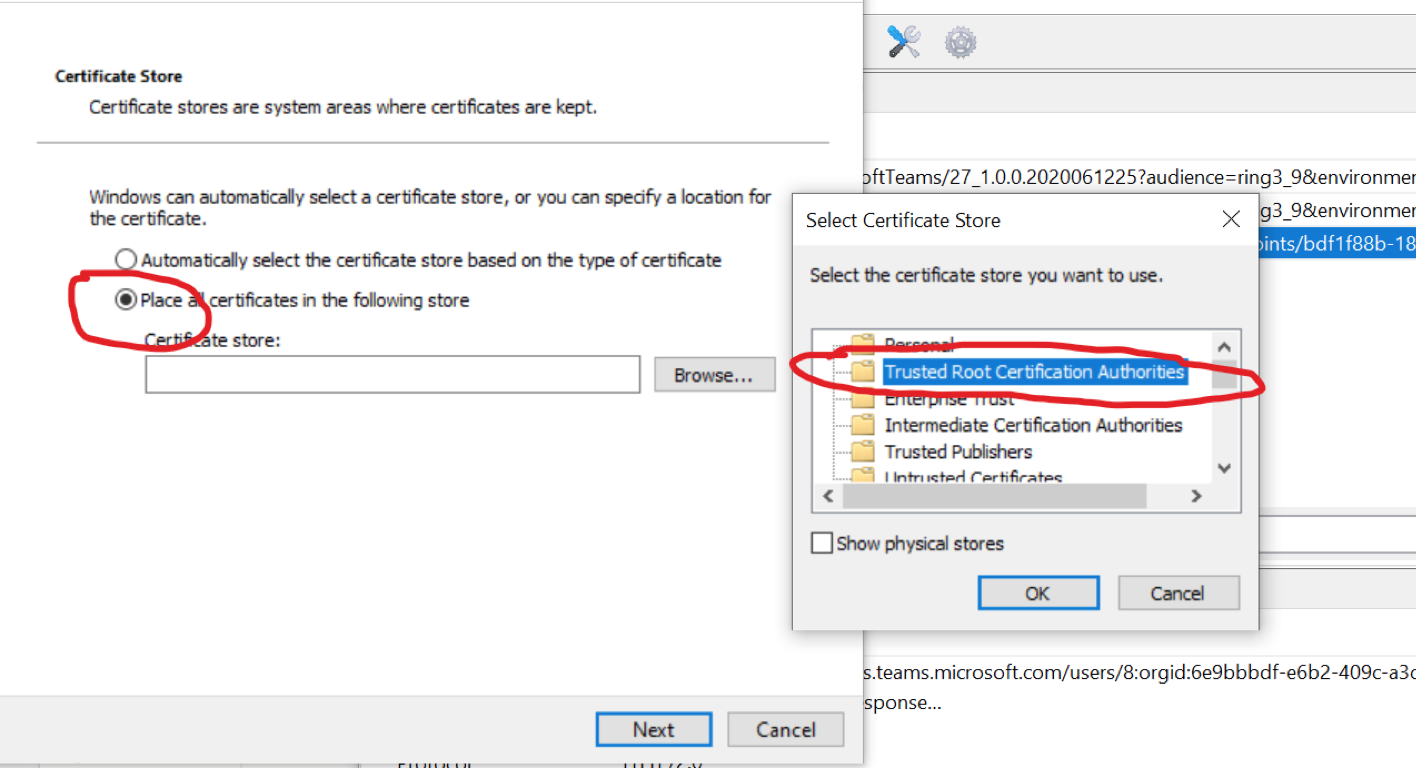 Certificate Store
Certificate stores are system areas where certificates are kept.
Windows can automatically select a certificate store, or you can specify a location for
the certificate.
Automatically select the certificate store based on the type of certificate
Place all certificates in the following store
Certificate store:
Browse...
Next
Cancel
oftTeams/27_1.0.0.2020061225?audience=ring3_9&environmen
g3_9&environmen
oints/bdf1f88b-18
Select Certificate Store
Select the certificate store you want to use.
Personal
Trusted Root Certification Authorities
Enterprise Trust
Intermediate Certification Authorities
Trusted Publishers
Untrusted Certificates
Show physical stores
OK
Cancel
s.teams.microsoft.com/users/8:orgid:6e9bbbdf-e6b2-409c-a3c
sponse...
Protocol